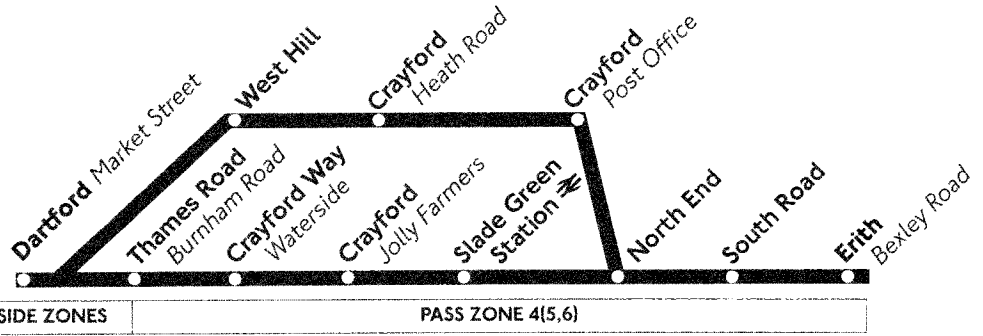 Dartford Market Street
West Hill
Crayford
Heath Road
Crayford
Post Office
Thames Road
Burnham Road
Crayford Way
Waterside
Crayford
Jolly Farmers
Slade Green
Station
North End
South Road
Erith
Bexley Road
SIDE ZONES
PASS ZONE 4(5,6)